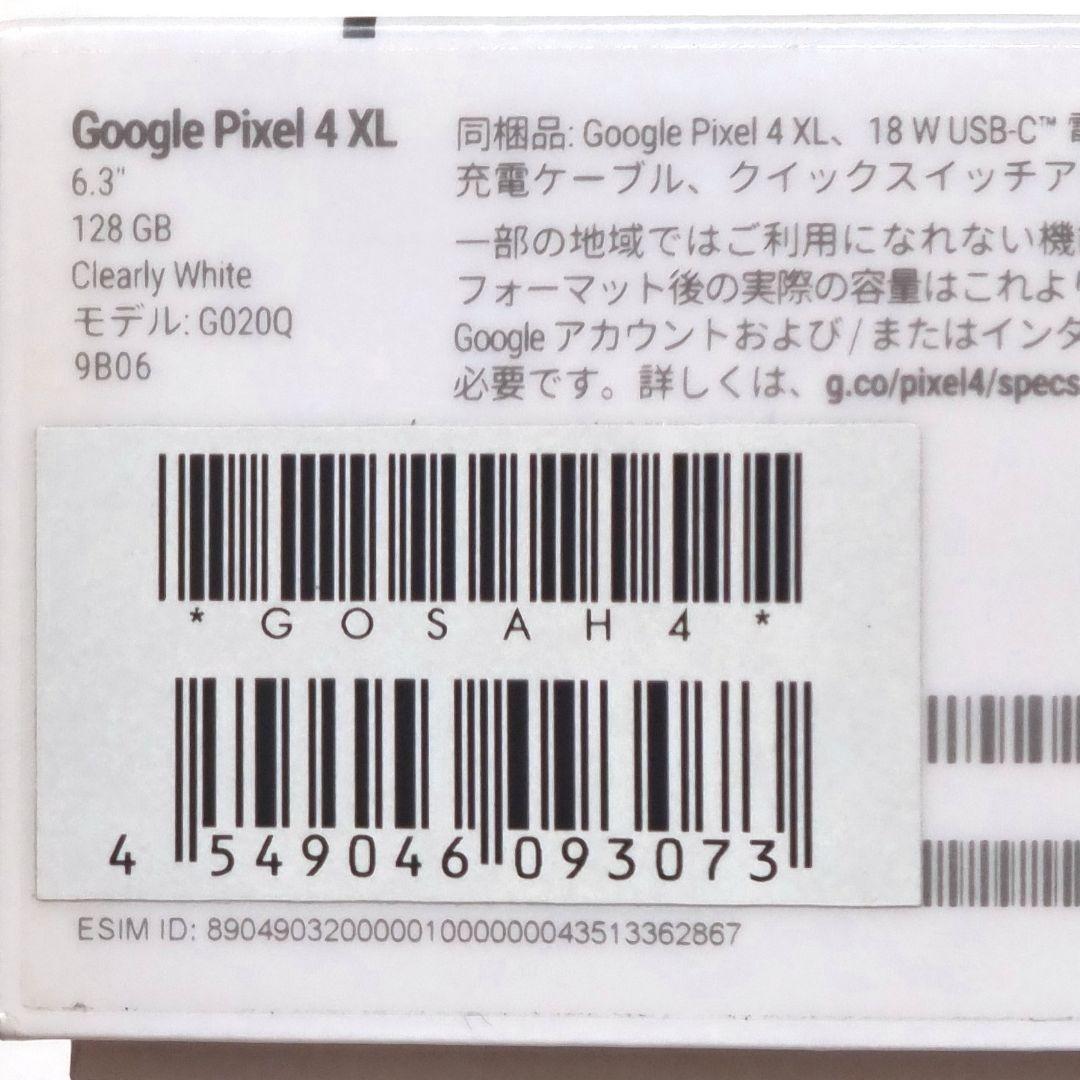 Google Pixel 4 XL
6.3"
128 GB
Clearly White
モデル: G020Q
9B06
同梱品: Google Pixel 4 XL、18 W USB-C™
充電ケーブル、クイックスイッチア
一部の地域ではご利用になれない機
フォーマット後の実際の容量はこれより
Google アカウントおよび / またはインタ
必要です。詳しくは、g.co/pixel4/specs
*GOSAH4*
4 549046 093073
ESIM ID: 89049032000001000000043513362867